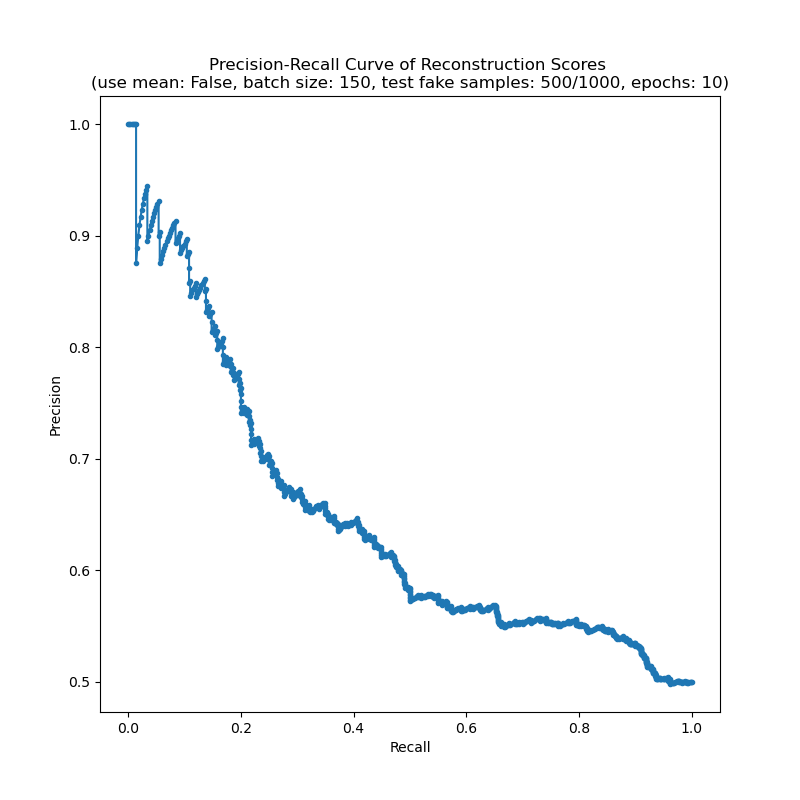 Precision-Recall Curve of Reconstruction Scores
(use mean: False, batch size: 150, test fake samples: 500/1000, epochs: 10)
1.0
0.9
0.8
0.7
0.6
0.5
Precision
0.0 0.2 0.4 0.6 0.8 1.0
Recall